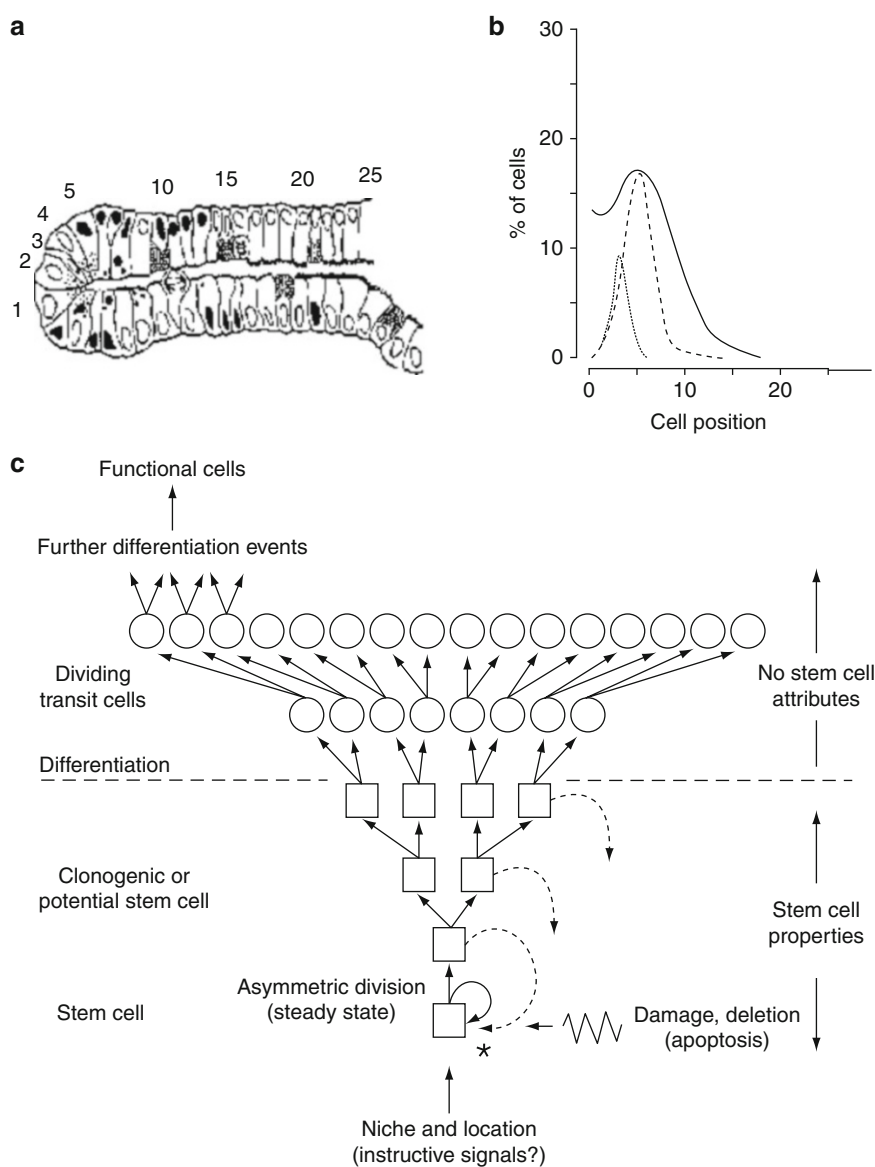 a
5
10
15
20
25
4
3
2
1
b
30
20
10
0
% of cells
0
10
20
Cell position
c
Functional cells
Further differentiation events
Dividing
transit cells
No stem cell
attributes
Differentiation
Clonogenic or
potential stem cell
Stem cell
properties
Asymmetric division
(steady state)
Stem cell
Damage, deletion
(apoptosis)
*
Niche and location
(instructive signals?)